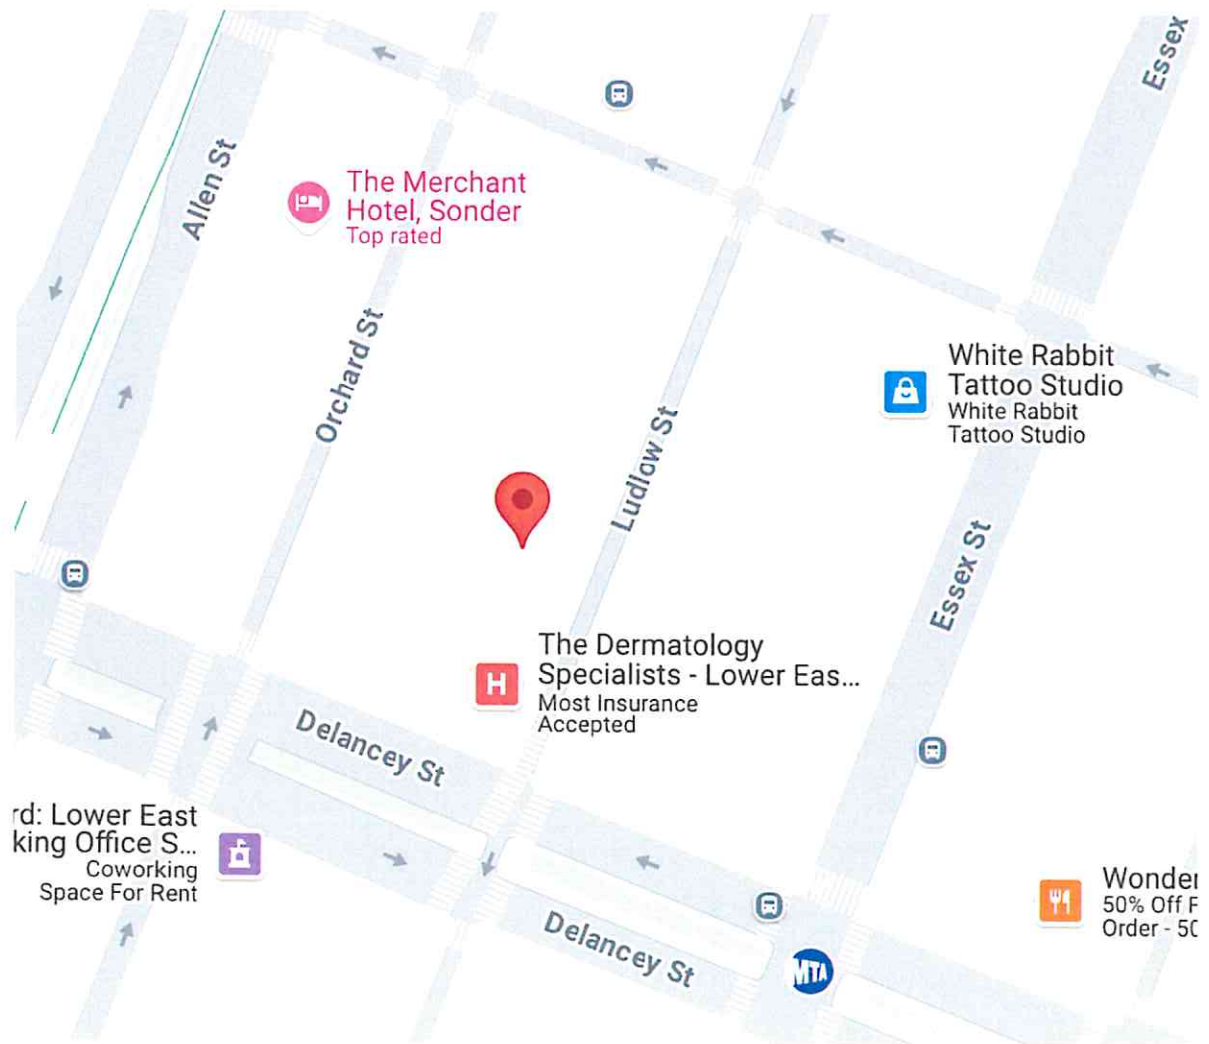 Essex
Allen St
The Merchant
Hotel, Sonder
Top rated
Orchard St
Ludlow St
White Rabbit
Tattoo Studio
White Rabbit
Tattoo Studio
Essex St
H
The Dermatology
Specialists - Lower Eas...
Most Insurance
Accepted
Delancey St
rd: Lower East
king Office S...
Coworking
Space For Rent
Delancey St
MTA
Wonder
50% Off F
Order - 50